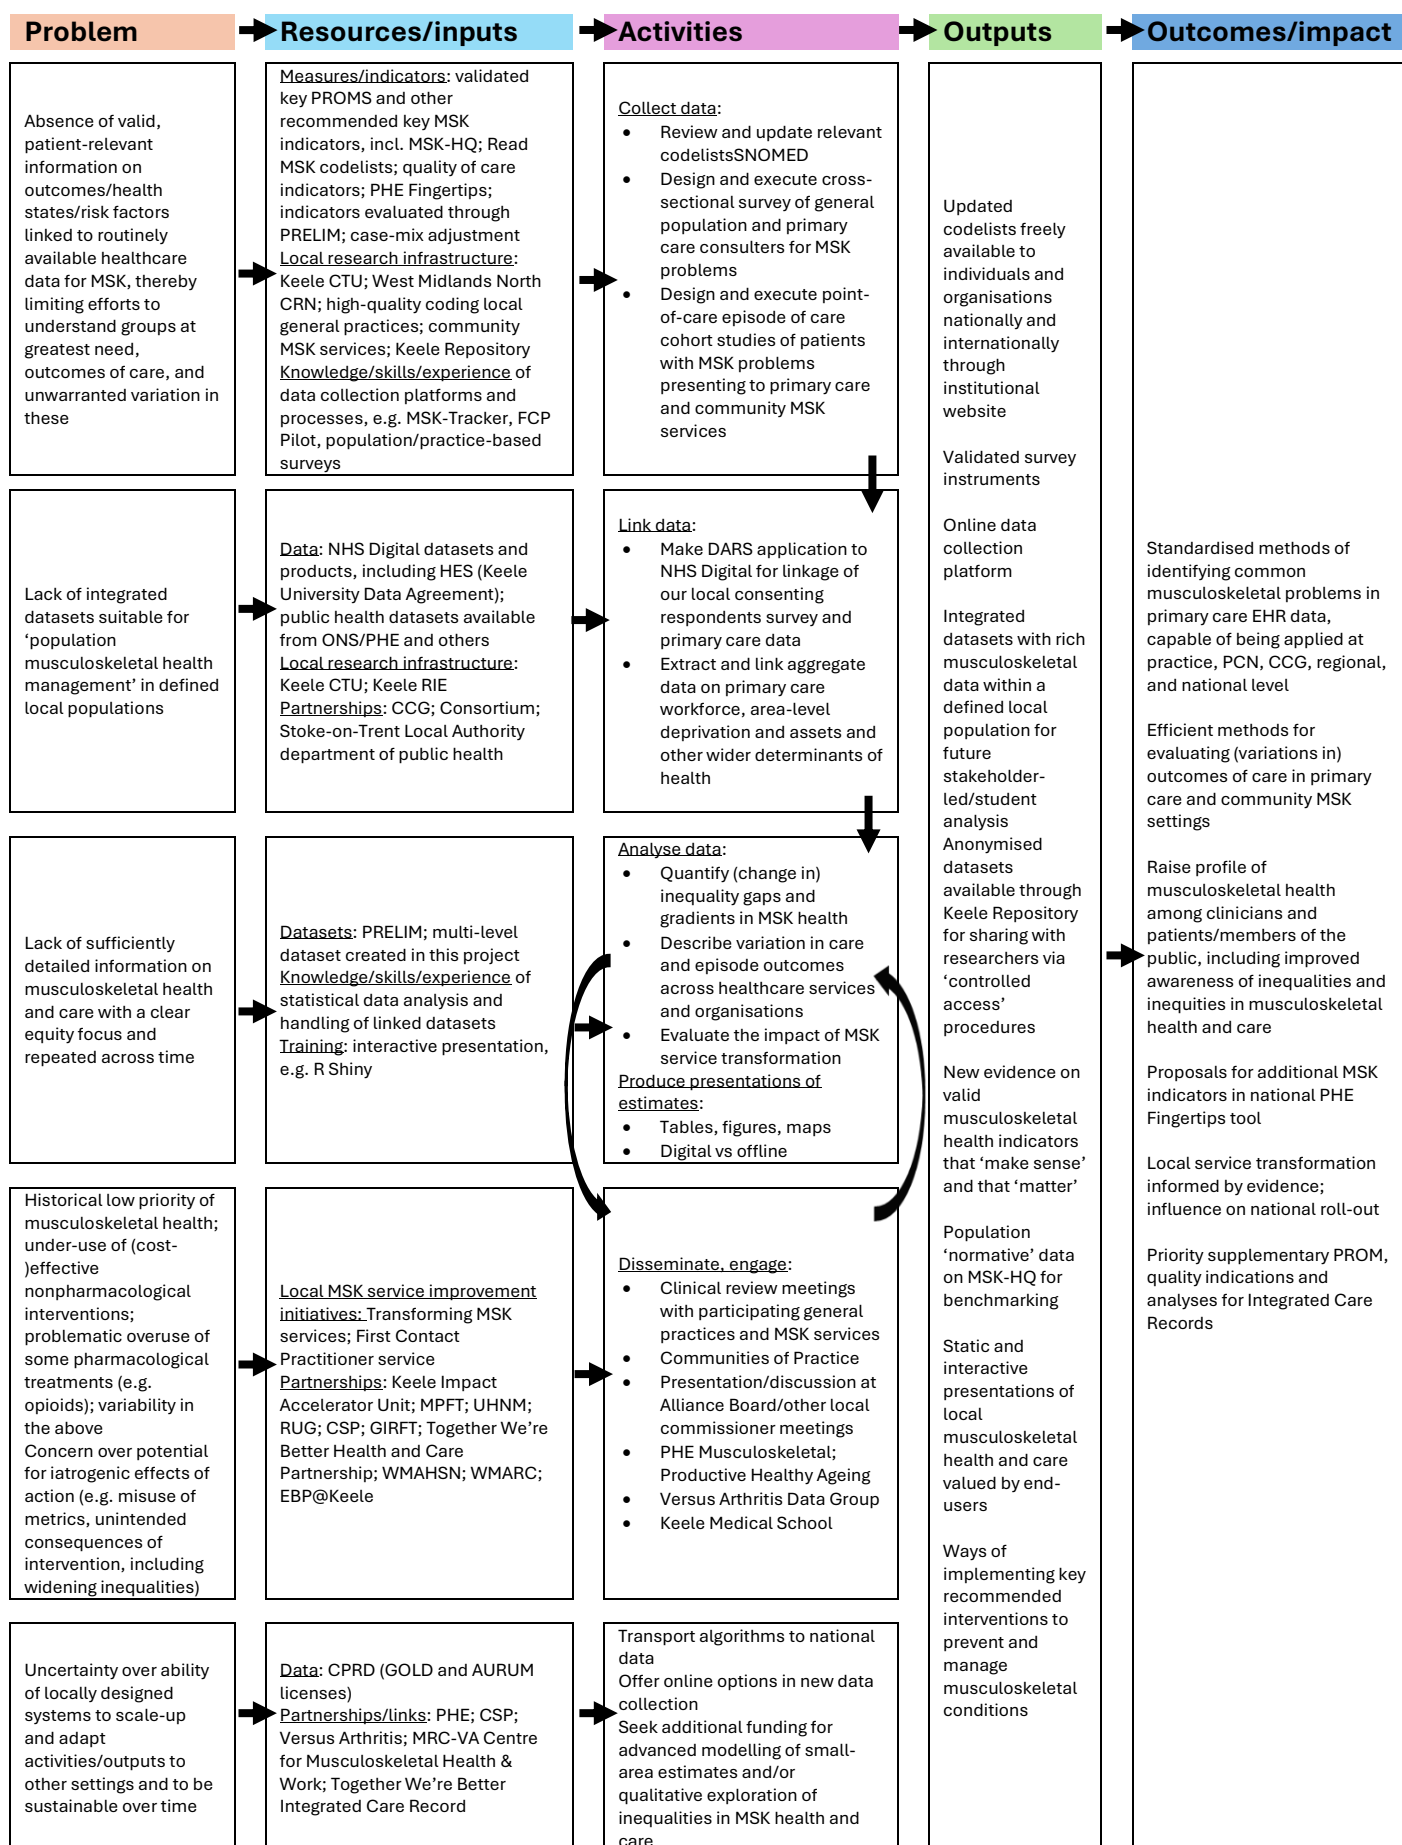 Problem
Resources/inputs
Activities
Outputs
Outcomes/impact
Absence of valid,
patient-relevant
information on
outcomes/health
states/risk factors
linked to routinely
available healthcare
data for MSK, thereby
limiting efforts to
understand groups at
greatest need,
outcomes of care, and
unwarranted variation in
these
Measures/indicators: validated
key PROMS and other
recommended key MSK
indicators, incl. MSK-HQ; Read
MSK codelists; quality of care
indicators; PHE Fingertips;
indicators evaluated through
PRELIM; case-mix adjustment
Local research infrastructure:
Keele CTU; West Midlands North
CRN; high-quality coding local
general practices; community
MSK services; Keele Repository
Knowledge/skills/experience of
data collection platforms and
processes, e.g. MSK-Tracker, FCP
Pilot, population/practice-based
surveys
Collect data:
• Review and update relevant
codelistsSNOMED
• Design and execute cross-
sectional survey of general
population and primary
care consulters for MSK
problems
• Design and execute point-
of-care episode of care
cohort studies of patients
with MSK problems
presenting to primary care
and community MSK
services
Lack of integrated
datasets suitable for
‘population
musculoskeletal health
management’ in defined
local populations
Data: NHS Digital datasets and
products, including HES (Keele
University Data Agreement);
public health datasets available
from ONS/PHE and others
Local research infrastructure:
Keele CTU; Keele RIE
Partnerships: CCG; Consortium;
Stoke-on-Trent Local Authority
department of public health
Link data:
• Make DARS application to
NHS Digital for linkage of
our local consenting
respondents survey and
primary care data
• Extract and link aggregate
data on primary care
workforce, area-level
deprivation and assets and
other wider determinants of
health
Lack of sufficiently
detailed information on
musculoskeletal health
and care with a clear
equity focus and
repeated across time
Datasets: PRELIM; multi-level
dataset created in this project
Knowledge/skills/experience of
statistical data analysis and
handling of linked datasets
Training: interactive presentation,
e.g. R Shiny
Analyse data:
• Quantify (change in)
inequality gaps and
gradients in MSK health
• Describe variation in care
and episode outcomes
across healthcare services
and organisations
• Evaluate the impact of MSK
service transformation
Produce presentations of
estimates:
• Tables, figures, maps
• Digital vs offline
Historical low priority of
musculoskeletal health;
under-use of (cost-
)effective
nonpharmacological
interventions;
problematic overuse of
some pharmacological
treatments (e.g.
opioids); variability in
the above
Concern over potential
for iatrogenic effects of
action (e.g. misuse of
metrics, unintended
consequences of
intervention, including
widening inequalities)
Local MSK service improvement
initiatives: Transforming MSK
services; First Contact
Practitioner service
Partnerships: Keele Impact
Accelerator Unit; MPFT; UHNM;
RUG; CSP; GIRFT; Together We’re
Better Health and Care
Partnership; WMAHSN; WMARC;
EBP@Keele
Disseminate, engage:
• Clinical review meetings
with participating general
practices and MSK services
• Communities of Practice
• Presentation/discussion at
Alliance Board/other local
commissioner meetings
• PHE Musculoskeletal;
Productive Healthy Ageing
• Versus Arthritis Data Group
• Keele Medical School
Uncertainty over ability
of locally designed
systems to scale-up
and adapt
activities/outputs to
other settings and to be
sustainable over time
Data: CPRD (GOLD and AURUM
licenses)
Partnerships/links: PHE; CSP;
Versus Arthritis; MRC-VA Centre
for Musculoskeletal Health &
Work; Together We’re Better
Integrated Care Record
Transport algorithms to national
data
Offer online options in new data
collection
Seek additional funding for
advanced modelling of small-
area estimates and/or
qualitative exploration of
inequalities in MSK health and
care
Updated
codelists freely
available to
individuals and
organisations
nationally and
internationally
through
institutional
website
Validated survey
instruments
Online data
collection
platform
Integrated
datasets with rich
musculoskeletal
data within a
defined local
population for
future
stakeholder-
led/student
analysis
Anonymised
datasets
available through
Keele Repository
for sharing with
researchers via
‘controlled
access’
procedures
New evidence on
valid
musculoskeletal
health indicators
that ‘make sense’
and that ‘matter’
Population
‘normative’ data
on MSK-HQ for
benchmarking
Static and
interactive
presentations of
local
musculoskeletal
health and care
valued by end-
users
Ways of
implementing key
recommended
interventions to
prevent and
manage
musculoskeletal
conditions
Standardised methods of
identifying common
musculoskeletal problems in
primary care EHR data,
capable of being applied at
practice, PCN, CCG, regional,
and national level
Efficient methods for
evaluating (variations in)
outcomes of care in primary
care and community MSK
settings
Raise profile of
musculoskeletal health
among clinicians and
patients/members of the
public, including improved
awareness of inequalities and
inequities in musculoskeletal
health and care
Proposals for additional MSK
indicators in national PHE
Fingertips tool
Local service transformation
informed by evidence;
influence on national roll-out
Priority supplementary PROM,
quality indications and
analyses for Integrated Care
Records